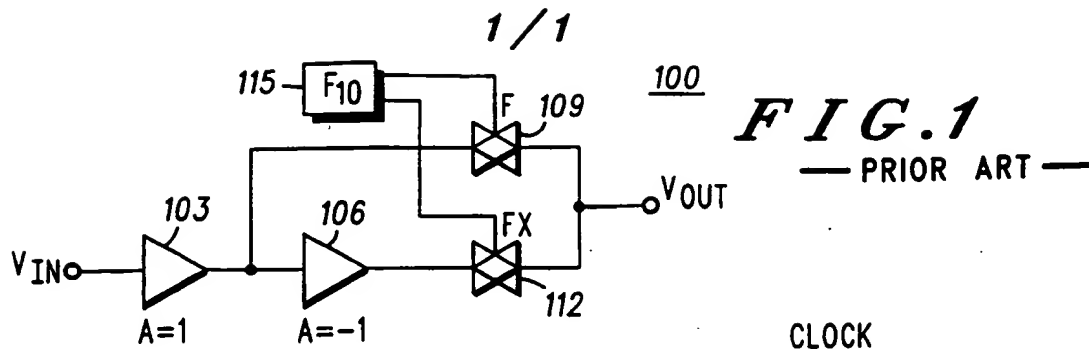 1/1
115
F10
100
F
109
FIG.1
PRIOR ART
VOUT
103
106
FX
VIN
112
A=1
A=-1
CLOCK